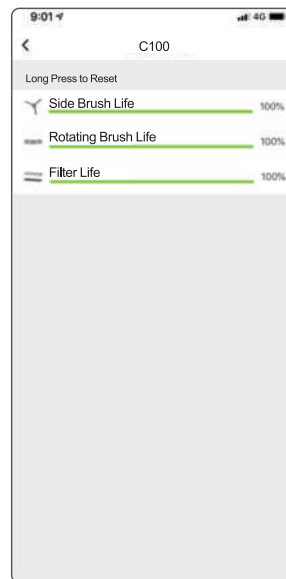 9:01
4G
C100
Long Press to Reset
Side Brush Life
100%
Rotating Brush Life
100%
Filter Life
100%